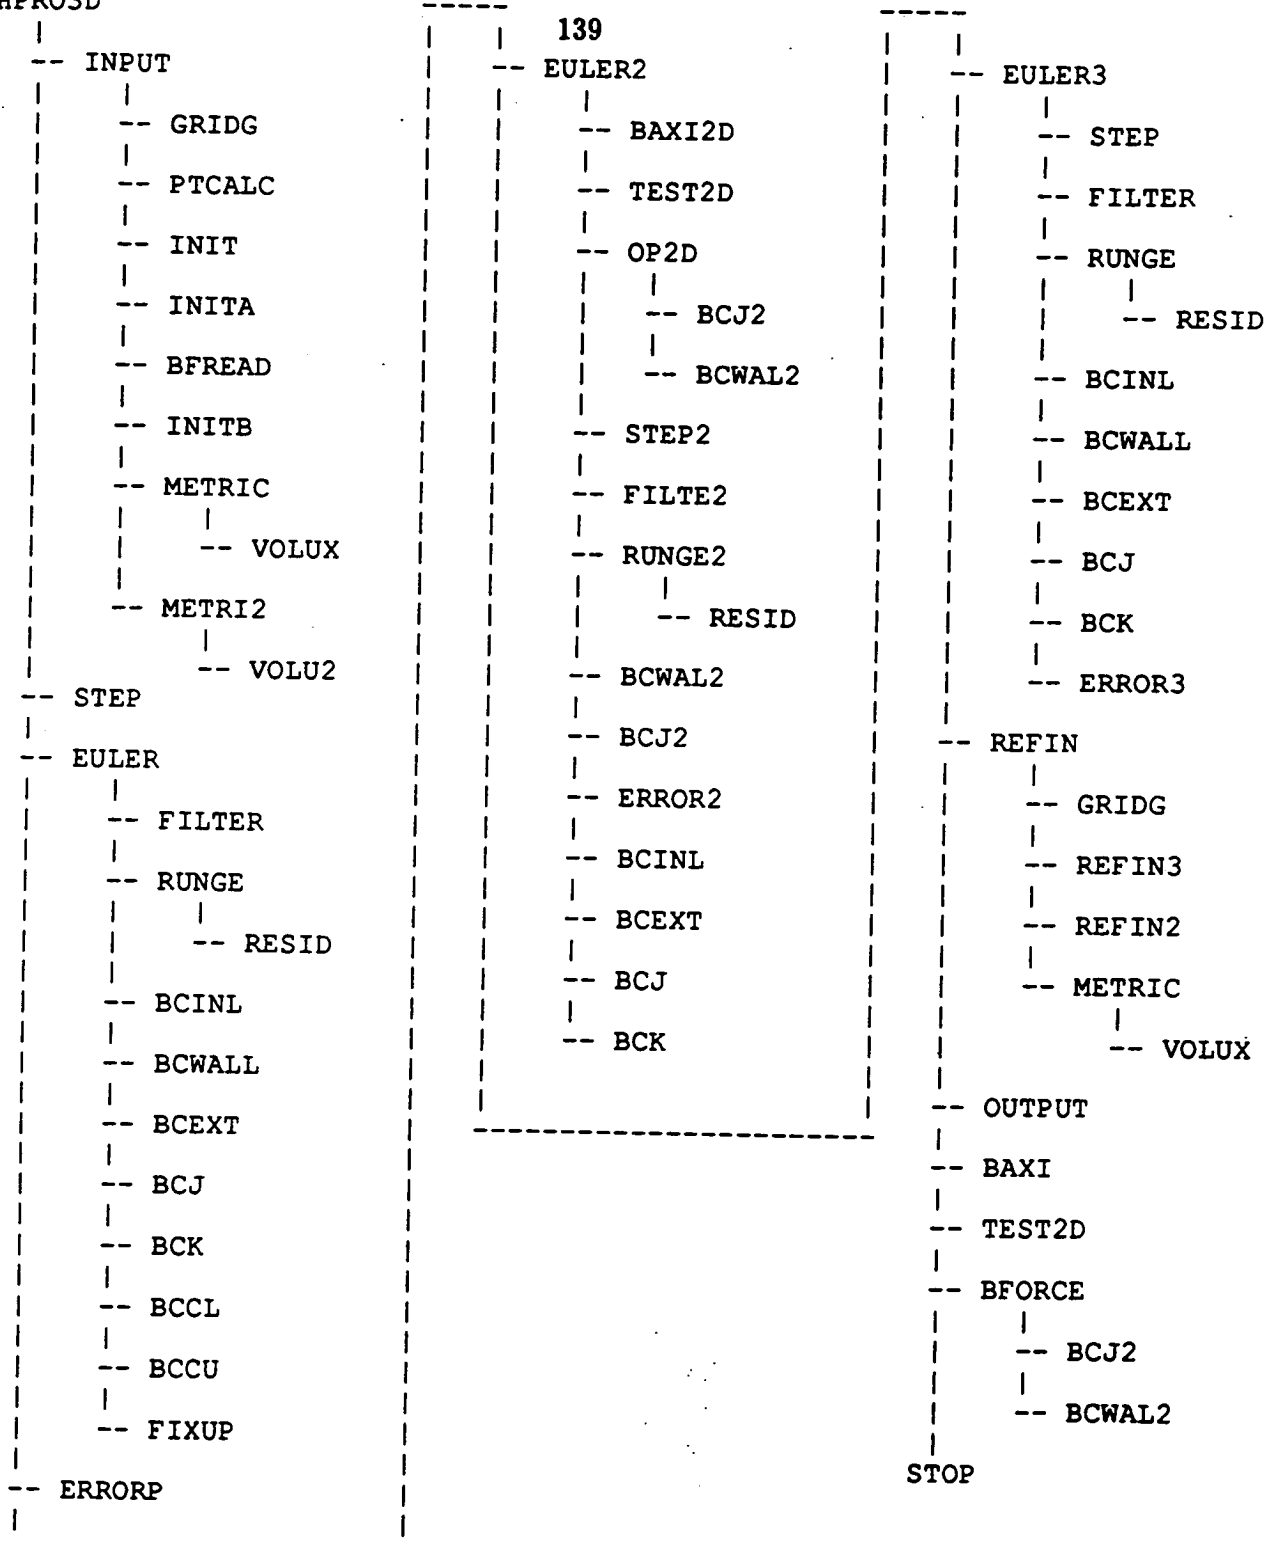 139
-- INPUT
-- GRIDG
-- PTCALC
-- INIT
-- INITA
-- BFREAD
-- INITB
-- METRIC
-- VOLUX
-- METRI2
-- VOLU2
-- STEP
-- EULER
-- FILTER
-- RUNGE
-- RESID
-- BCINL
-- BCWALL
-- BCEXT
-- BCJ
-- BCK
-- BCCL
-- BCCU
-- FIXUP
-- ERRORP
-- EULER2
-- BAXI2D
-- TEST2D
-- OP2D
-- BCJ2
-- BCWAL2
-- STEP2
-- FILTE2
-- RUNGE2
-- RESID
-- BCWAL2
-- BCJ2
-- ERROR2
-- BCINL
-- BCEXT
-- BCJ
-- BCK
-- EULER3
-- STEP
-- FILTER
-- RUNGE
-- RESID
-- BCINL
-- BCWALL
-- BCEXT
-- BCJ
-- BCK
-- ERROR3
-- REFIN
-- GRIDG
-- REFIN3
-- REFIN2
-- METRIC
-- VOLUX
-- OUTPUT
-- BAXI
-- TEST2D
-- BFORCE
-- BCJ2
-- BCWAL2
STOP